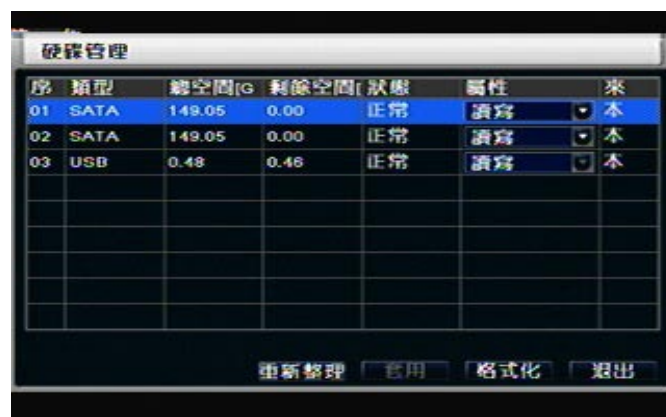 硬碟管理
序 類型 總空間[G 剩餘空間[ 狀態 屬性 來
01 SATA 149.05 0.00 正常 讀寫 本
02 SATA 149.05 0.00 正常 讀寫 本
03 USB 0.48 0.46 正常 讀寫 本
重新整理 套用 格式化 退出